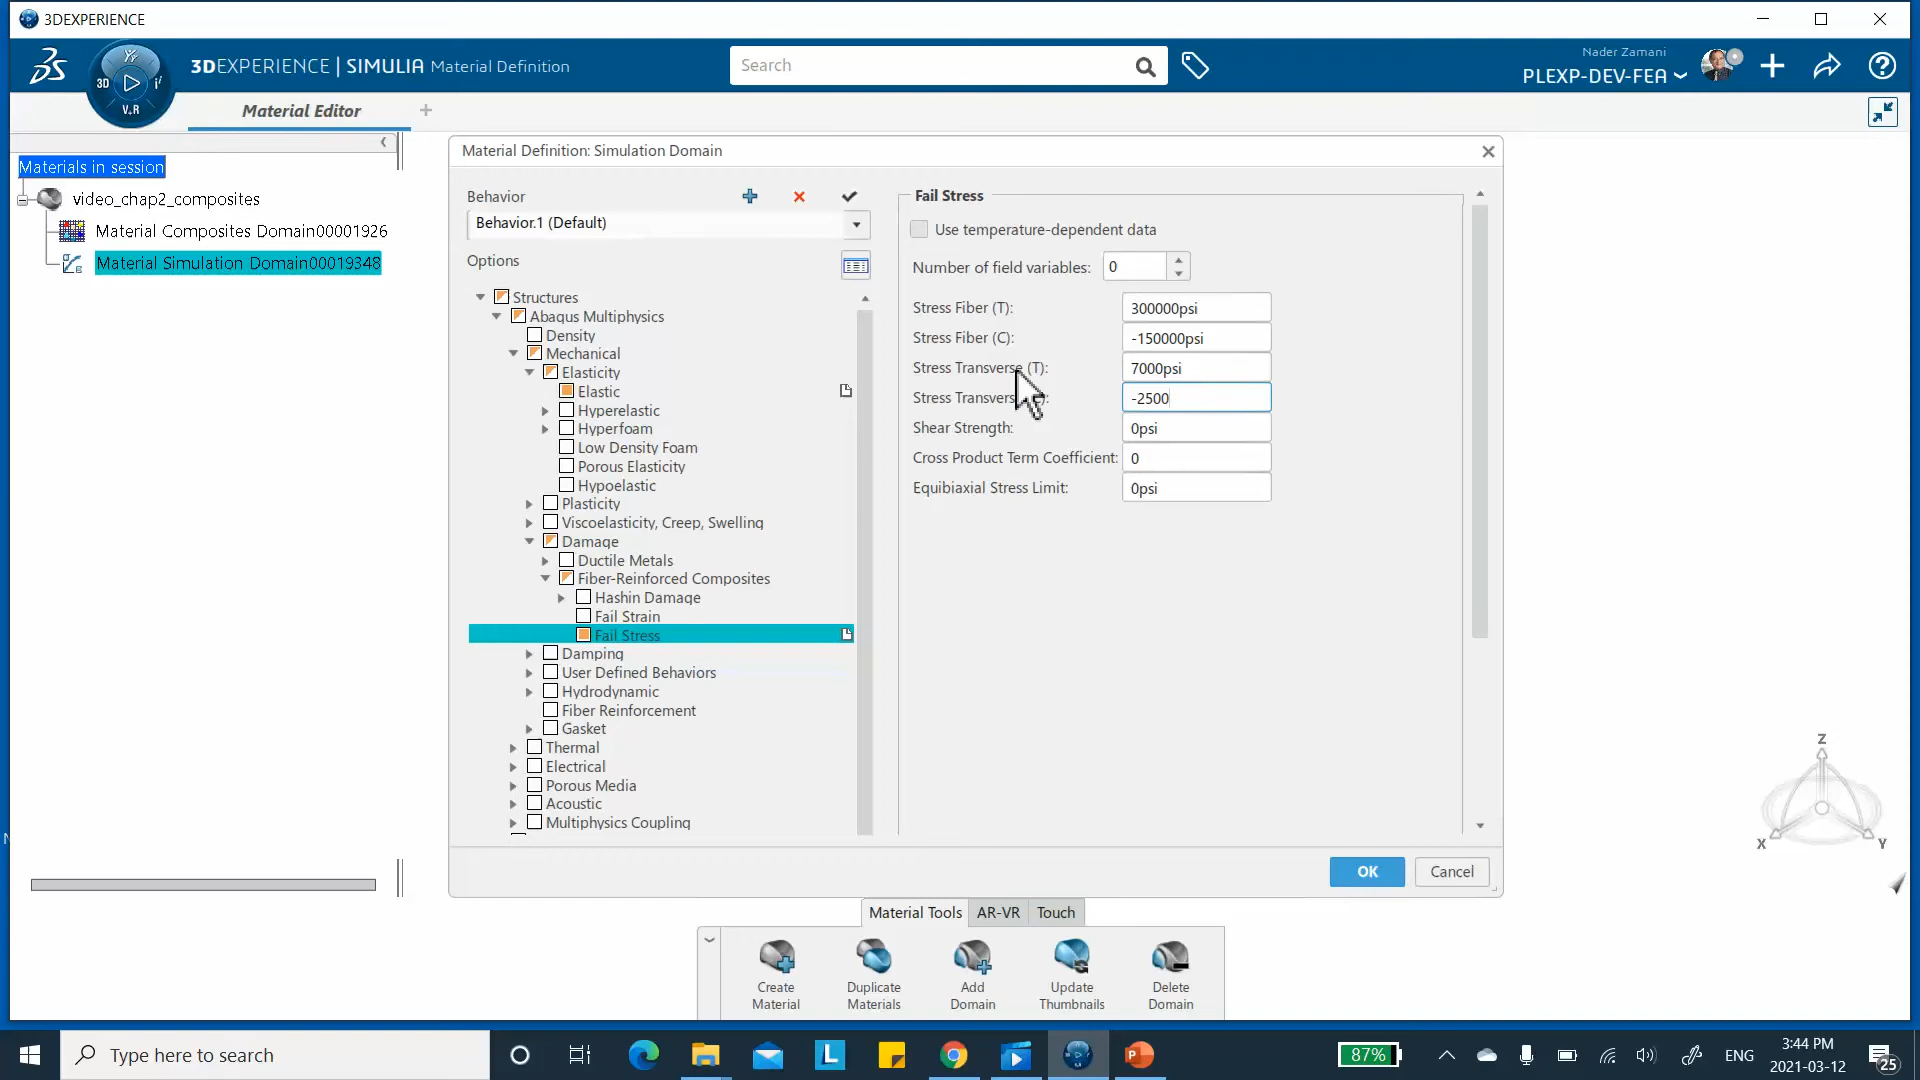 3DEXPERIENCE
3DEXPERIENCE | SIMULIA Material Definition
Search
Nader Zamani
PLEXP-DEV-FEA
3D
V.R
Material Editor
Materials in session
video_chap2_composites
Material Composites Domain00001926
Material Simulation Domain00019348
Material Definition: Simulation Domain
Behavior
Behavior.1 (Default)
Options
Structures
Abaqus Multiphysics
Density
Mechanical
Elasticity
Elastic
Hyperelastic
Hyperfoam
Low Density Foam
Porous Elasticity
Hypoelastic
Plasticity
Viscoelasticity, Creep, Swelling
Damage
Ductile Metals
Fiber-Reinforced Composites
Hashin Damage
Fail Strain
Fail Stress
Damping
User Defined Behaviors
Hydrodynamic
Fiber Reinforcement
Gasket
Thermal
Electrical
Porous Media
Acoustic
Multiphysics Coupling
Fail Stress
Use temperature-dependent data
Number of field variables: 0
Stress Fiber (T): 300000psi
Stress Fiber (C): -150000psi
Stress Transverse (T): 7000psi
Stress -2500
Shear Strength: 0psi
Cross Product Term Coefficient: 0
Equibiaxial Stress Limit: 0psi
OK
Cancel
Z
X
Y
Material Tools
AR-VR
Touch
Create Material
Duplicate Materials
Add Domain
Update Thumbnails
Delete Domain
Type here to search
87%
ENG
3:44 PM
2021-03-12
25